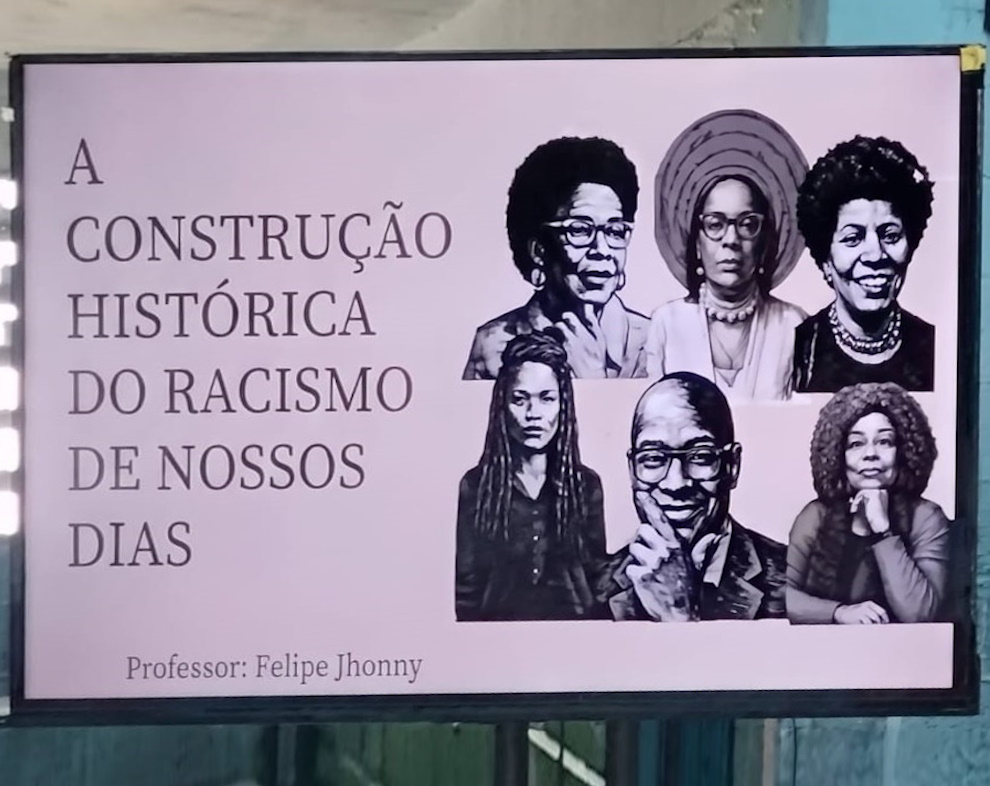 A
CONSTRUÇÃO
HISTÓRICA
DO RACISMO
DE NOSSOS
DIAS
Professor: Felipe Jhonny